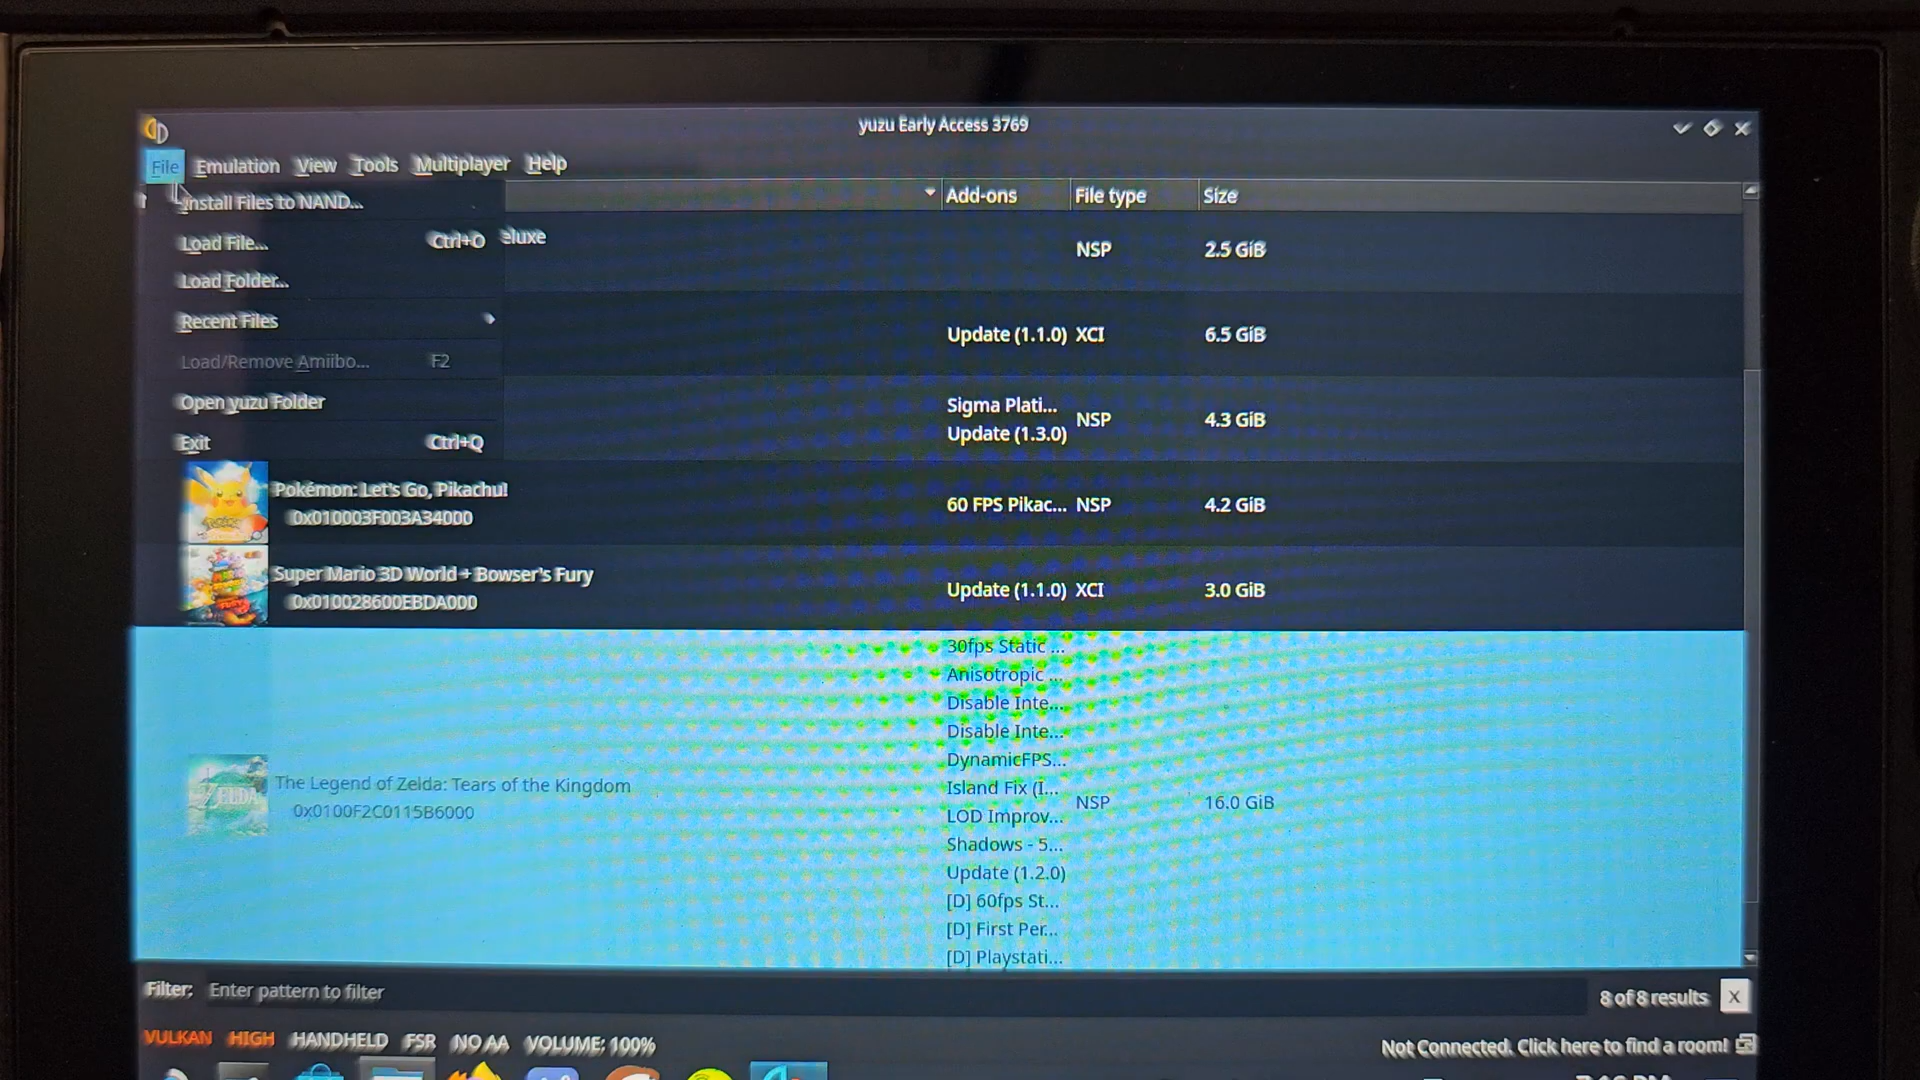 yuzu Early Access 3769
File Emulation View Tools Multiplayer Help
Install Files to NAND...
Load File... Ctrl+O
Load Folder...
Recent Files
Load/Remove Amiibo... F2
Open yuzu Folder
Exit Ctrl+Q
Add-ons File type Size
eluxe
NSP 2.5 GiB
Update (1.1.0) XCI 6.5 GiB
Sigma Plati...
Update (1.3.0)
NSP 4.3 GiB
Pokémon: Let's Go, Pikachu!
0x010003F003A34000
60 FPS Pikac... NSP 4.2 GiB
Super Mario 3D World + Bowser's Fury
0x010028600EBDA000
Update (1.1.0) XCI 3.0 GiB
ZELDA
The Legend of Zelda: Tears of the Kingdom
0x0100F2C0115B6000
30fps Static ...
Anisotropic ...
Disable Inte...
Disable Inte...
DynamicFPS...
Island Fix (I...
LOD Improv...
Shadows - 5...
Update (1.2.0)
[D] 60fps St...
[D] First Per...
[D] Playstati...
NSP 16.0 GiB
Filter: Enter pattern to filter 8 of 8 results X
VULKAN HIGH HANDHELD FSR NO AA VOLUME: 100% Not Connected. Click here to find a room!